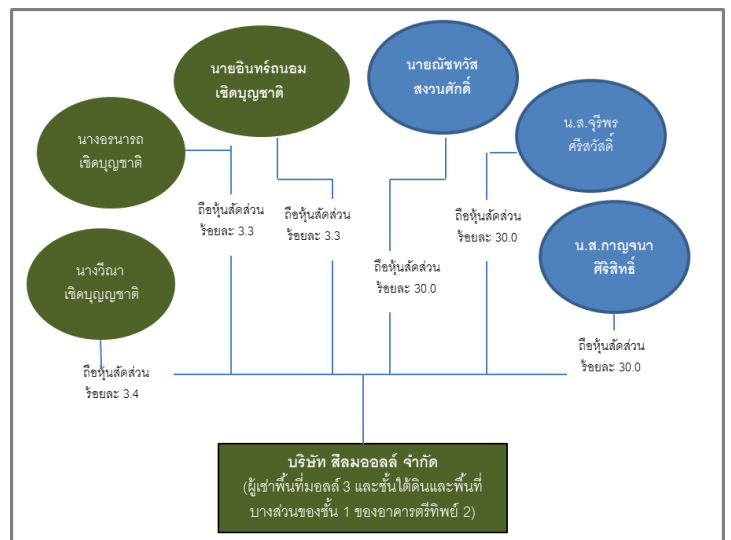 นายอินทร์ถนอม
เชิดบุญชาติ
นายณัชทวัส
สงวนศักดิ์
นางอรนารถ
เชิดบุญชาติ
น.ส.จุรีพร
ศรีสวัสดิ์
ถือหุ้นสัดส่วน
ร้อยละ 3.3
ถือหุ้นสัดส่วน
ร้อยละ 3.3
ถือหุ้นสัดส่วน
ร้อยละ 30.0
ถือหุ้นสัดส่วน
ร้อยละ 30.0
นางวีณา
เชิดบุญญชาติ
น.ส.กาญจนา
ศิริสิทธิ์
ถือหุ้นสัดส่วน
ร้อยละ 3.4
ถือหุ้นสัดส่วน
ร้อยละ 30.0
บริษัท สีลมออลล์ จำกัด
(ผู้เช่าพื้นที่มอลล์ 3 และชั้นใต้ดินและพื้นที่
บางส่วนของชั้น 1 ของอาคารตรีทิพย์ 2)